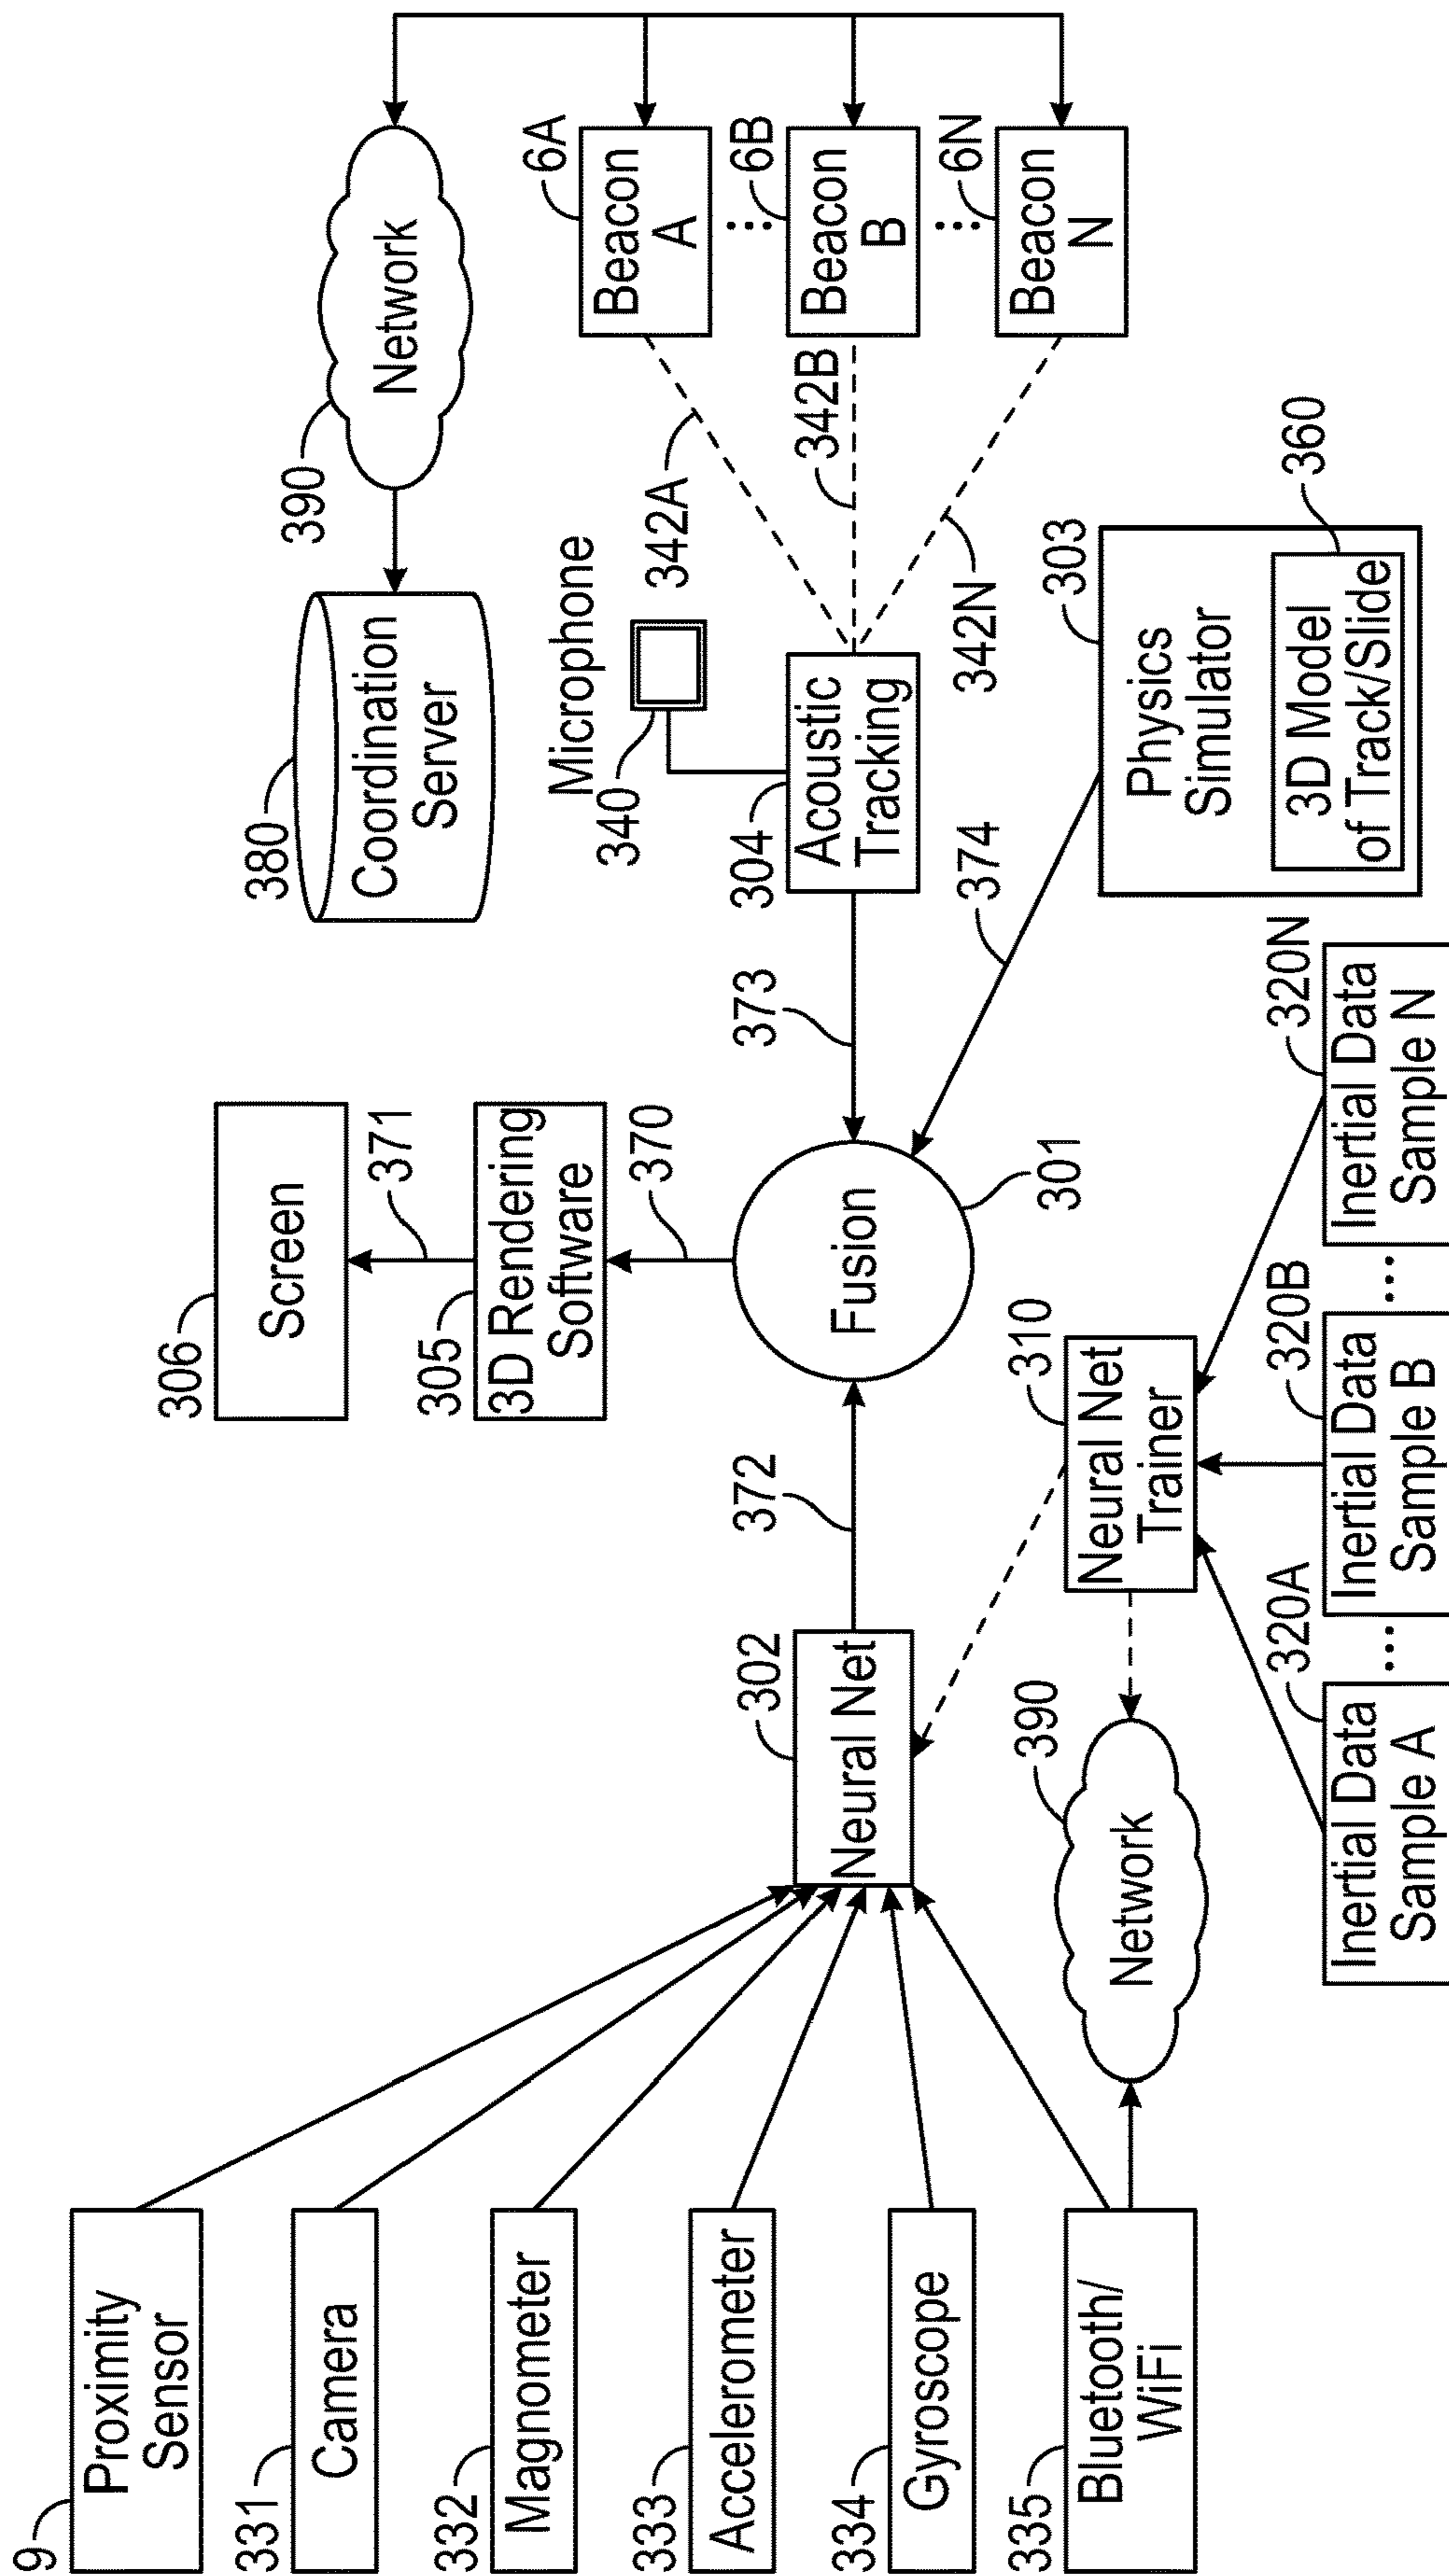 9
Proximity
Sensor
331
Camera
332
Magnometer
333
Accelerometer
334
Gyroscope
335
Bluetooth/
WiFi
302
Neural Net
390
Network
372
306
Screen
371
305
3D Rendering
Software
370
Fusion
301
310
Neural Net
Trainer
320A
Inertial Data
Sample A
...
320B
Inertial Data
Sample B
...
320N
Inertial Data
Sample N
380
Coordination
Server
390
Network
Microphone
340
304
Acoustic
Tracking
373
374
342A
342B
342N
303
Physics
Simulator
360
3D Model
of Track/Slide
6A
Beacon
A
...
6B
Beacon
B
...
6N
Beacon
N